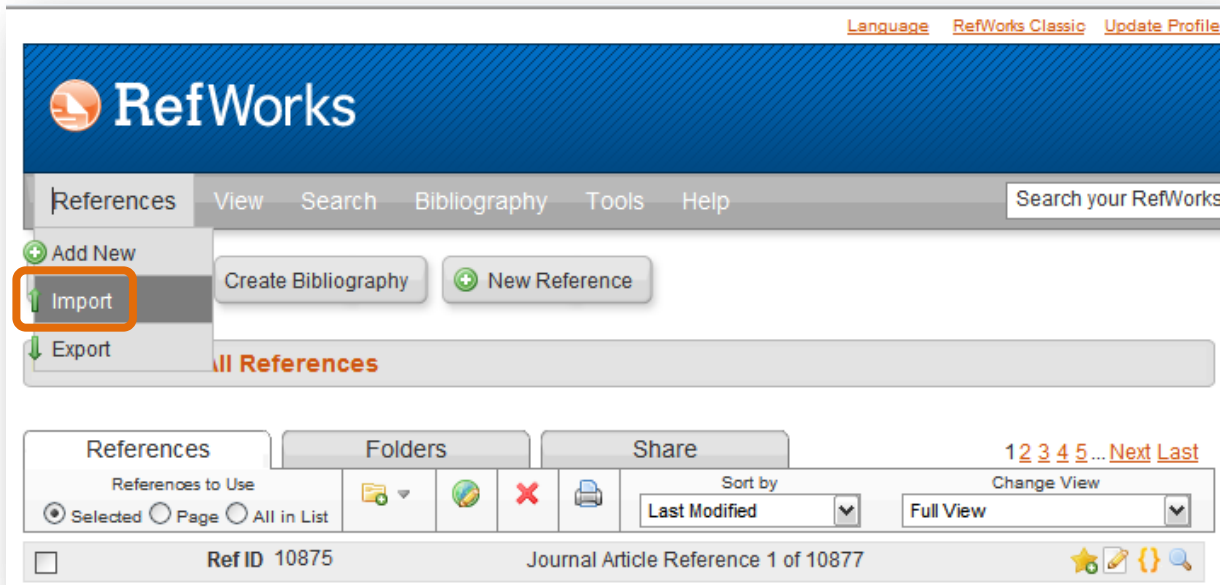 Language RefWorks Classic Update Profile
RefWorks
References View Search Bibliography Tools Help Search your RefWorks
Add New
Create Bibliography New Reference
Import
Export
All References
References Folders Share 1 2 3 4 5 ... Next Last
References to Use Sort by Change View
Selected Page All in List Last Modified Full View
Ref ID 10875 Journal Article Reference 1 of 10877